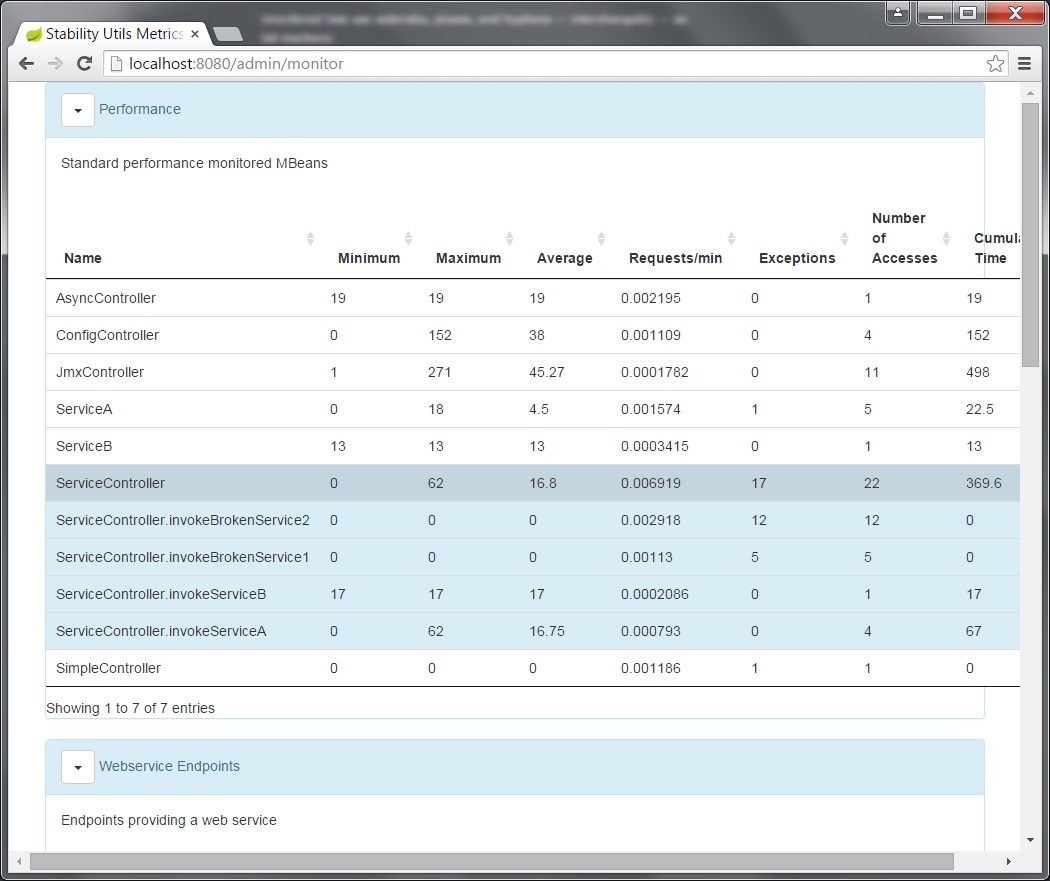 Stability Utils Metrics
localhost:8080/admin/monitor
Performance
Standard performance monitored MBeans
Name Minimum Maximum Average Requests/min Exceptions Number of Accesses Cumula Time
AsyncController 19 19 19 0.002195 0 1 19
ConfigController 0 152 38 0.001109 0 4 152
JmxController 1 271 45.27 0.0001782 0 11 498
ServiceA 0 18 4.5 0.001574 1 5 22.5
ServiceB 13 13 13 0.0003415 0 1 13
ServiceController 0 62 16.8 0.006919 17 22 369.6
ServiceController.invokeBrokenService2 0 0 0 0.002918 12 12 0
ServiceController.invokeBrokenService1 0 0 0 0.00113 5 5 0
ServiceController.invokeServiceB 17 17 17 0.0002086 0 1 17
ServiceController.invokeServiceA 0 62 16.75 0.000793 0 4 67
SimpleController 0 0 0 0.001186 1 1 0
Showing 1 to 7 of 7 entries
Webservice Endpoints
Endpoints providing a web service